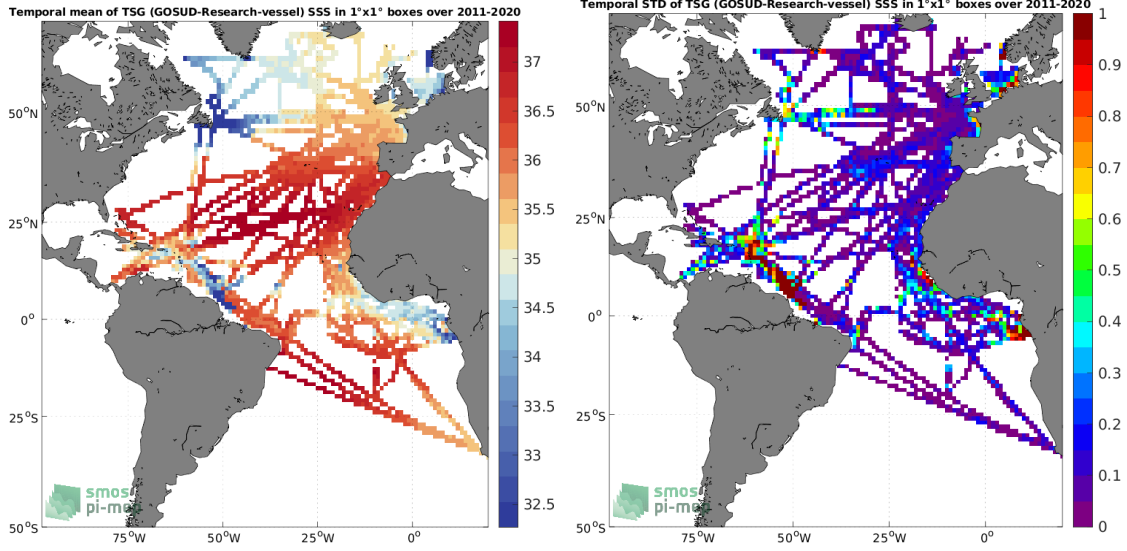 Temporal mean of TSG (GOSUD-Research-vessel) SSS in 1°x1° boxes over 2011-2020
50°N
25°N
0°
25°S
50°S
75°W
50°W
25°W
0°
37
36.5
36
35.5
35
34.5
34
33.5
33
32.5
smos
pi-me
Temporal STD of TSG (GOSUD-Research-vessel) SSS in 1°x1° boxes over 2011-2020
50°N
25°N
0°
25°S
50°S
75°W
50°W
25°W
0°
1
0.9
0.8
0.7
0.6
0.5
0.4
0.3
0.2
0.1
0
smos
pi-me